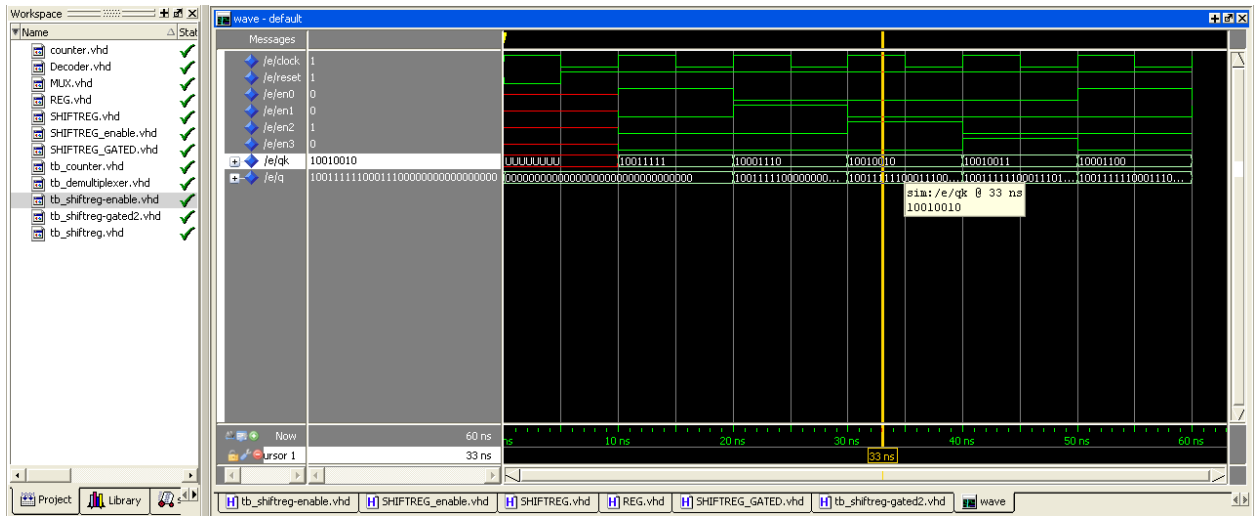 Workspace
Name Stat
counter.vhd
Decoder.vhd
MUX.vhd
REG.vhd
SHIFTREG.vhd
SHIFTREG_enable.vhd
SHIFTREG_GATED.vhd
tb_counter.vhd
tb_demultiplexer.vhd
tb_shiftreg-enable.vhd
tb_shiftreg-gated2.vhd
tb_shiftreg.vhd
Project Library s
wave - default
Messages
/e/clock 1
/e/reset 1
/e/en0 0
/e/en1 0
/e/en2 1
/e/en3 0
/e/qk 10010010 UUUUUUUU 10011111 10001110 10010010 10010011 10001100
/e/q 10011111100011100000000000000000 00000000000000000000000000000000 100111110000000... 1001111110001110... 10011111100011101... 1001111110001110...
sim:/e/qk @ 33 ns
10010010
Now 60 ns ns 10 ns 20 ns 30 ns 40 ns 50 ns 60 ns
ursor 1 33 ns 33 ns
tb_shiftreg-enable.vhd SHIFTREG_enable.vhd SHIFTREG.vhd REG.vhd SHIFTREG_GATED.vhd tb_shiftreg-gated2.vhd wave